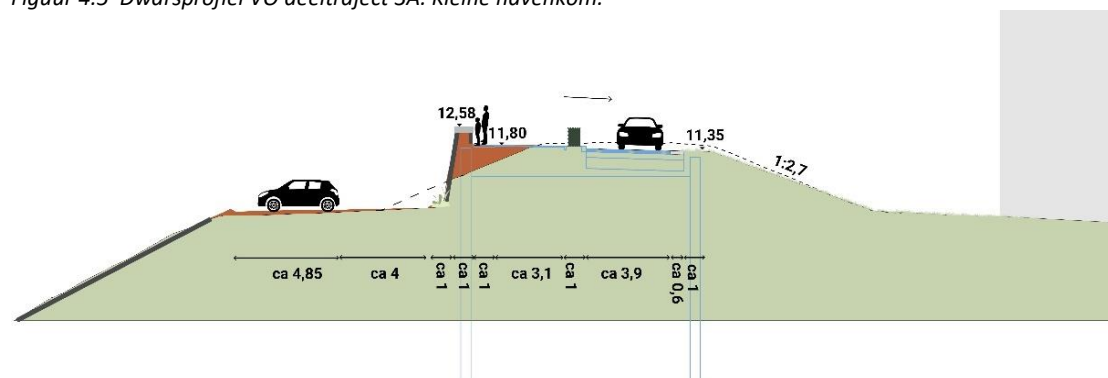 Figuur 4.5 Dwarsprofiel VO deeltraject 3A: Kleine havenkom.
12,58
11,80
11,35
1:2,7
ca 4,85
ca 4
ca 1
ca 1
ca 1
ca 3,1
ca 1
ca 3,9
ca 0,6
ca 1